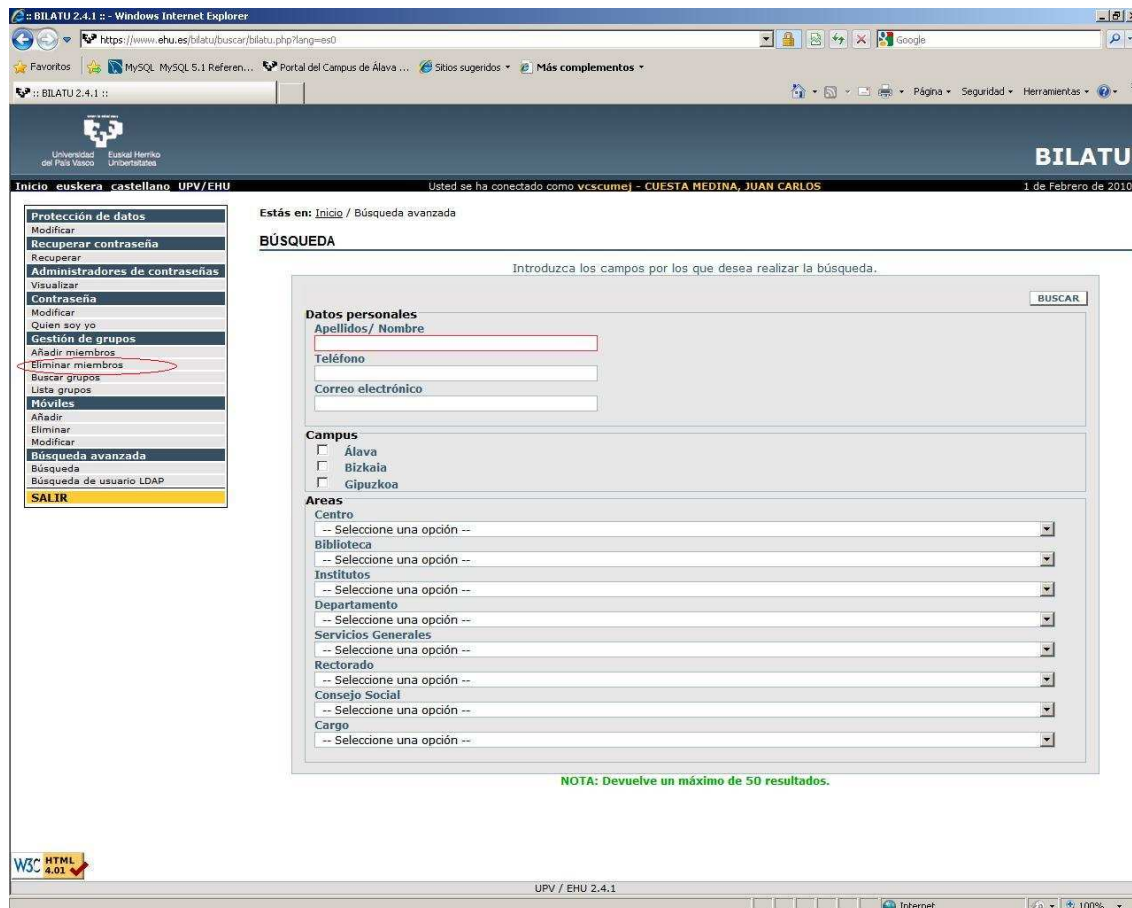 :: BILATU 2.4.1 :: - Windows Internet Explorer
https://www.ehu.es/bilatu/buscar/bilatu.php?lang=es0
Google
Favoritos MySQL MySQL 5.1 Referen... Portal del Campus de Álava ... Sitios sugeridos Más complementos
:: BILATU 2.4.1 ::
Página Seguridad Herramientas
Universidad del País Vasco
Euskal Herriko Unibertsitatea
BILATU
Inicio euskera castellano UPV/EHU
Usted se ha conectado como vcscumej - CUESTA MEDINA, JUAN CARLOS
1 de Febrero de 2010
Protección de datos
Modificar
Recuperar contraseña
Recuperar
Administradores de contraseñas
Visualizar
Contraseña
Modificar
Quien soy yo
Gestión de grupos
Añadir miembros
Eliminar miembros
Buscar grupos
Lista grupos
Móviles
Añadir
Eliminar
Modificar
Búsqueda avanzada
Búsqueda
Búsqueda de usuario LDAP
SALIR
Estás en: Inicio / Búsqueda avanzada
BÚSQUEDA
Introduzca los campos por los que desea realizar la búsqueda.
BUSCAR
Datos personales
Apellidos/ Nombre
Teléfono
Correo electrónico
Campus
Álava
Bizkaia
Gipuzkoa
Areas
Centro
-- Seleccione una opción --
Biblioteca
-- Seleccione una opción --
Institutos
-- Seleccione una opción --
Departamento
-- Seleccione una opción --
Servicios Generales
-- Seleccione una opción --
Rectorado
-- Seleccione una opción --
Consejo Social
-- Seleccione una opción --
Cargo
-- Seleccione una opción --
NOTA: Devuelve un máximo de 50 resultados.
W3C HTML 4.01
UPV / EHU 2.4.1
Internet
100%